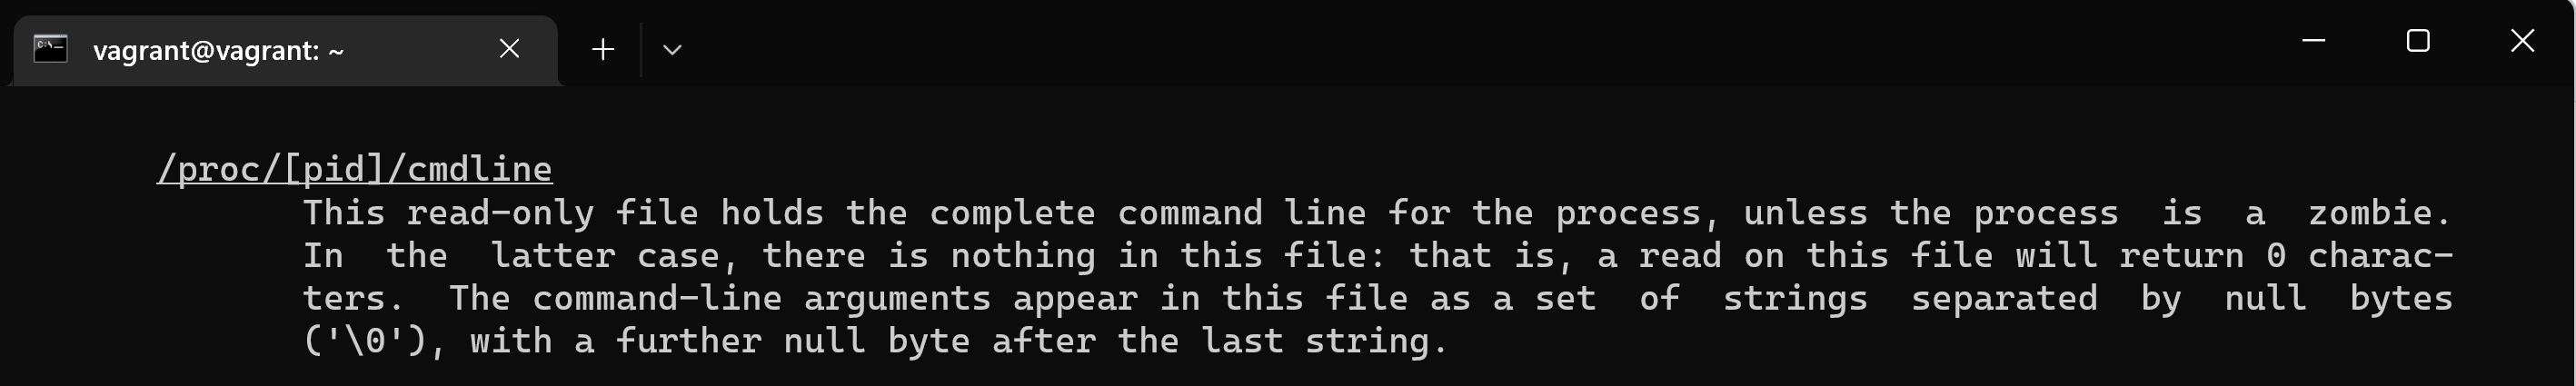 vagrant@vagrant: ~
/proc/[pid]/cmdline
This read-only file holds the complete command line for the process, unless the process  is  a  zombie.
In  the  latter case, there is nothing in this file: that is, a read on this file will return 0 charac-
ters.  The command-line arguments appear in this file as a set  of  strings  separated  by  null  bytes
('\0'), with a further null byte after the last string.